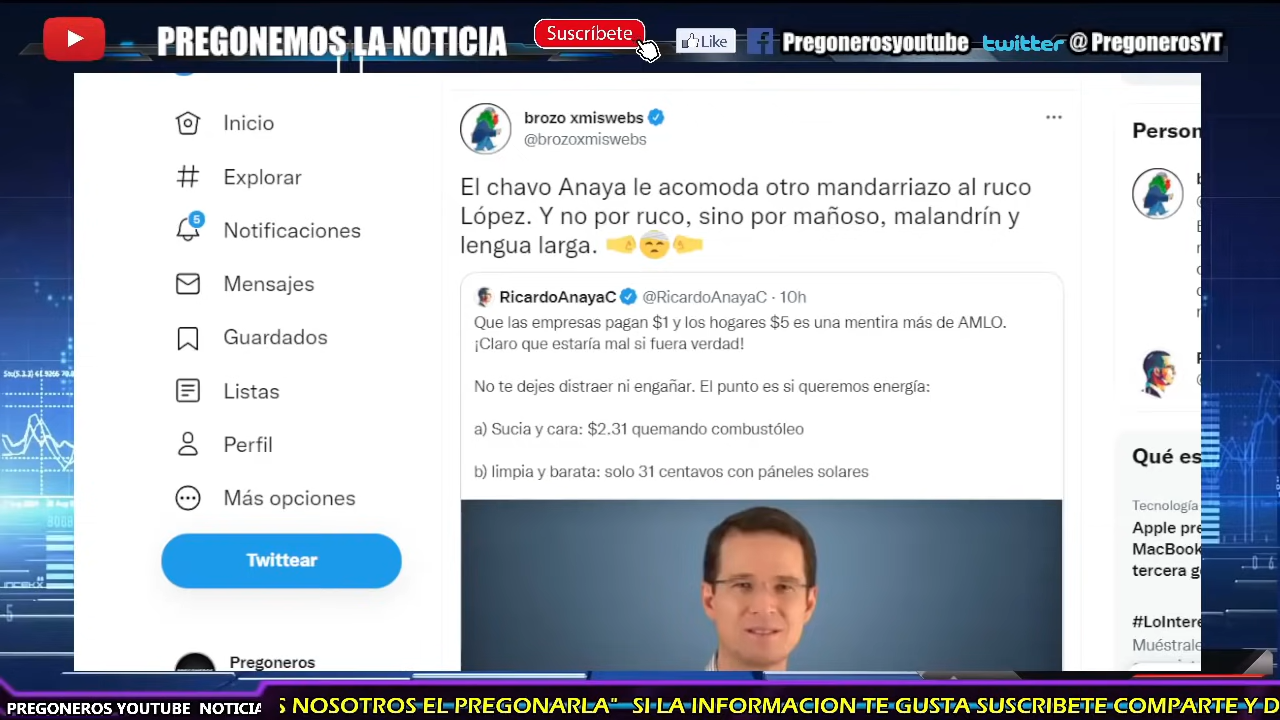 PREGONEMOS LA NOTICIA
Suscríbete
Like
Pregonerosyoutube
twitter @PregonerosYT
Inicio
Explorar
5
Notificaciones
Mensajes
Guardados
Listas
Perfil
Más opciones
Twittear
Pregoneros
brozo xmiswebs
@brozoxmiswebs
El chavo Anaya le acomoda otro mandarriazo al ruco
López. Y no por ruco, sino por mañoso, malandrín y
lengua larga. 🤜🤕🤛
RicardoAnayaC @RicardoAnayaC · 10h
Que las empresas pagan $1 y los hogares $5 es una mentira más de AMLO.
¡Claro que estaría mal si fuera verdad!
No te dejes distraer ni engañar. El punto es si queremos energía:
a) Sucia y cara: $2.31 quemando combustóleo
b) limpia y barata: solo 31 centavos con páneles solares
Person
Qué es
Tecnología
Apple pre
MacBook
tercera g
#LoIntere
Muéstrale
PREGONEROS YOUTUBE NOTICIA
S NOSOTROS EL PREGONARLA" SI LA INFORMACION TE GUSTA SUSCRIBETE COMPARTE Y D